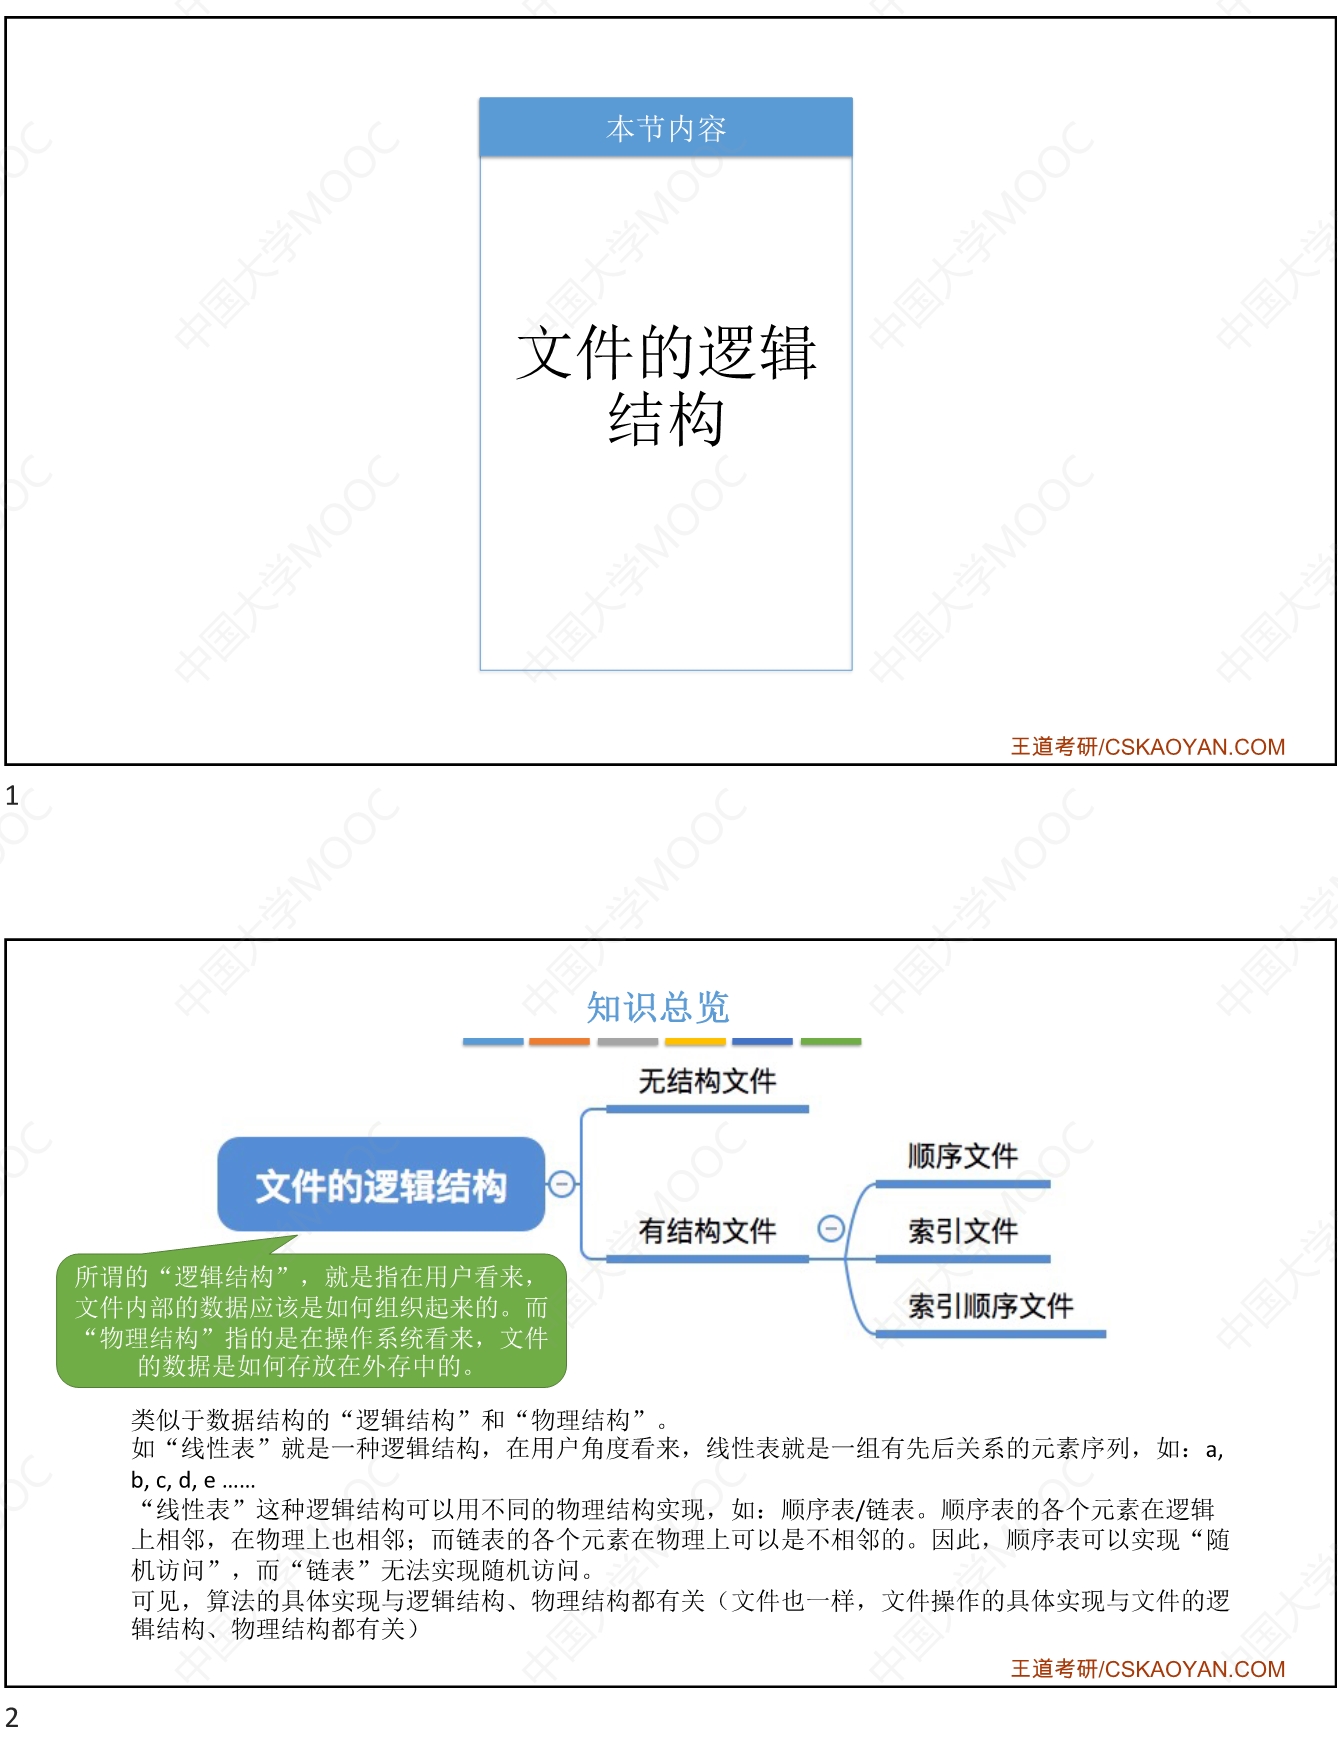 本节内容
文件的逻辑
结构
王道考研/CSKAOYAN.COM
1
知识总览
无结构文件
顺序文件
文件的逻辑结构
有结构文件
索引文件
索引顺序文件
所谓的“逻辑结构”，就是指在用户看来，
文件内部的数据应该是如何组织起来的。而
“物理结构”指的是在操作系统看来，文件
的数据是如何存放在外存中的。
类似于数据结构的“逻辑结构”和“物理结构”。
如“线性表”就是一种逻辑结构，在用户角度看来，线性表就是一组有先后关系的元素序列，如：a,
b, c, d, e ……
“线性表”这种逻辑结构可以用不同的物理结构实现，如：顺序表/链表。顺序表的各个元素在逻辑
上相邻，在物理上也相邻；而链表的各个元素在物理上可以是不相邻的。因此，顺序表可以实现“随
机访问”，而“链表”无法实现随机访问。
可见，算法的具体实现与逻辑结构、物理结构都有关（文件也一样，文件操作的具体实现与文件的逻
辑结构、物理结构都有关）
王道考研/CSKAOYAN.COM
2
中国大学MOOC